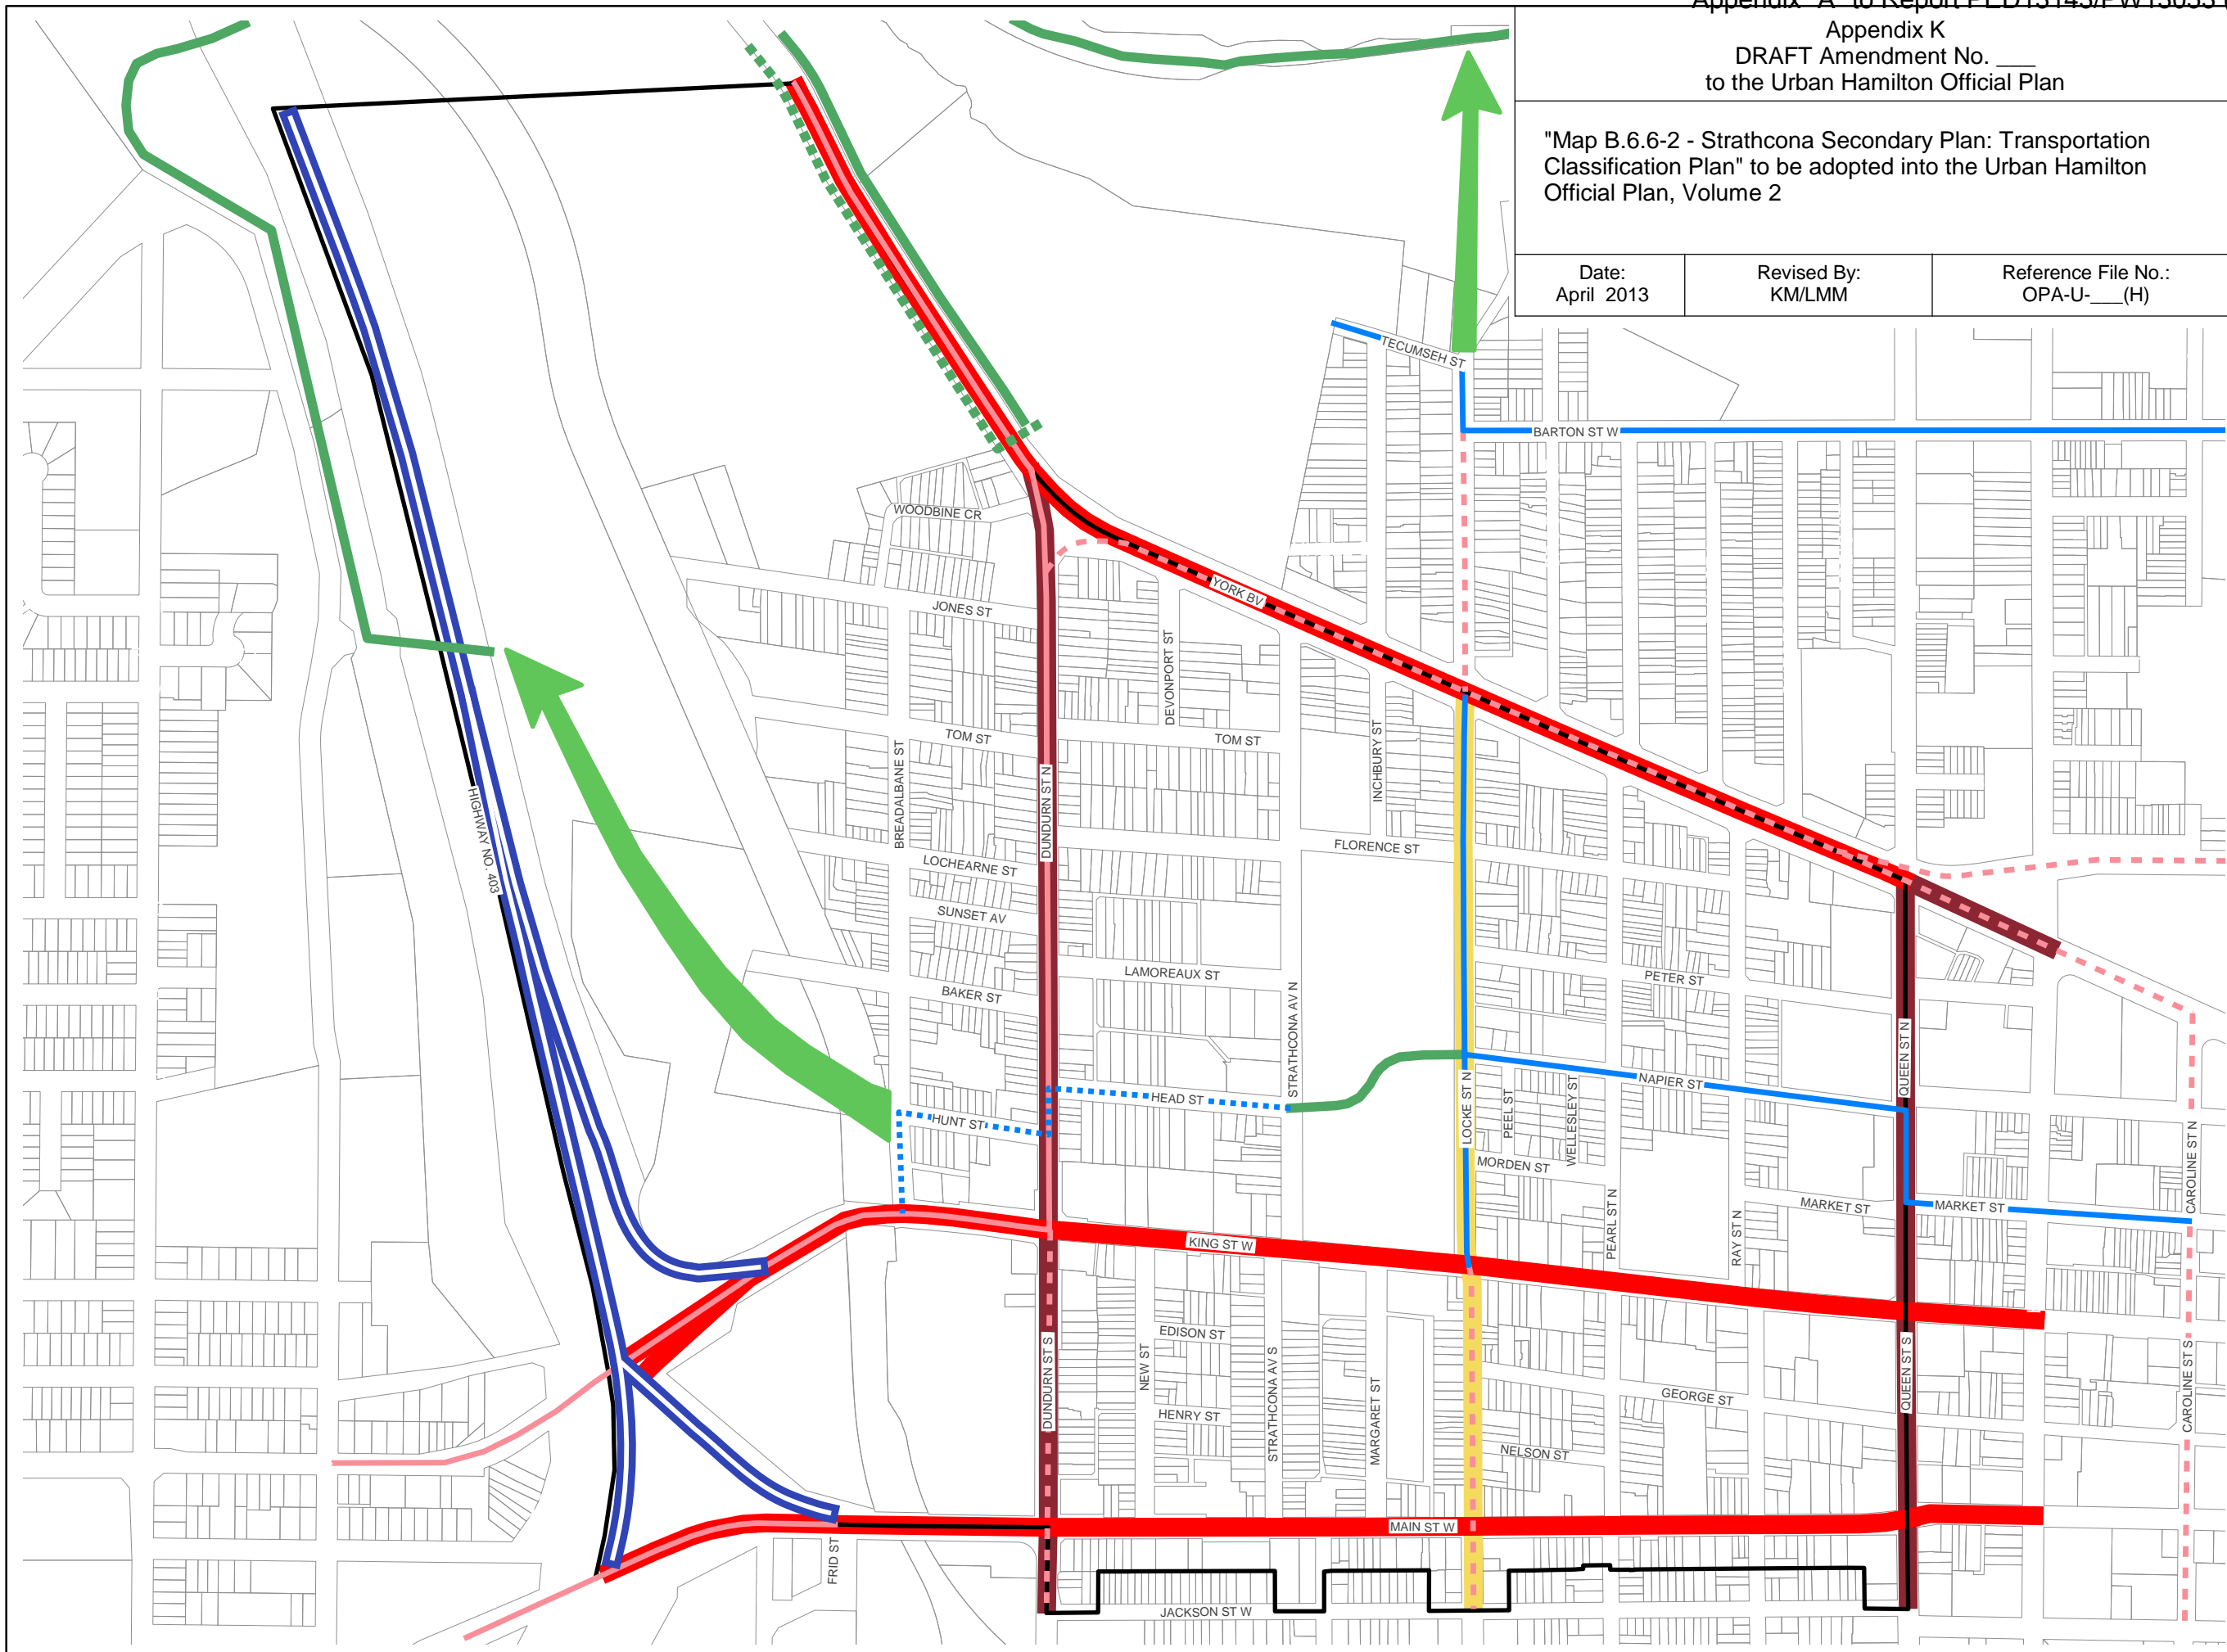 Appendix "A" to Report PED13143/PW13053
Appendix K
DRAFT Amendment No. ___
to the Urban Hamilton Official Plan
"Map B.6.6-2 - Strathcona Secondary Plan: Transportation
Classification Plan" to be adopted into the Urban Hamilton
Official Plan, Volume 2
Date:
April 2013
Revised By:
KM/LMM
Reference File No.:
OPA-U-___(H)
TECUMSEH ST
BARTON ST W
WOODBINE CR
YORK BV
JONES ST
DEVONPORT ST
TOM ST
TOM ST
INCHBURY ST
BREADALBANE ST
DUNDURN ST N
HIGHWAY NO. 403
FLORENCE ST
LOCHEARNE ST
SUNSET AV
LAMOREAUX ST
PETER ST
BAKER ST
STRATHCONA AV N
QUEEN ST N
NAPIER ST
HEAD ST
HUNT ST
LOCKE ST N
PEEL ST
WELLESLEY ST
MORDEN ST
CAROLINE ST N
MARKET ST
MARKET ST
PEARL ST N
RAY ST N
KING ST W
EDISON ST
NEW ST
DUNDURN ST S
STRATHCONA AV S
MARGARET ST
GEORGE ST
QUEEN ST S
CAROLINE ST S
HENRY ST
NELSON ST
MAIN ST W
FRID ST
JACKSON ST W